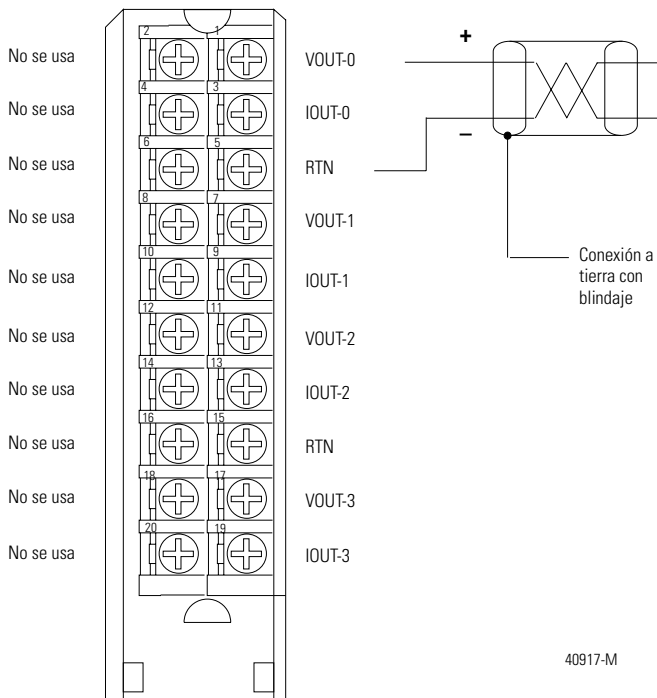 2 1
No se usa VOUT-0 +
4 3
No se usa IOUT-0
6 5
–
No se usa RTN
8 7
No se usa VOUT-1
10 9
No se usa IOUT-1
Conexión a
tierra con
blindaje
12 11
No se usa VOUT-2
14 13
No se usa IOUT-2
16 15
No se usa RTN
18 17
No se usa VOUT-3
20 19
No se usa IOUT-3
40917-M